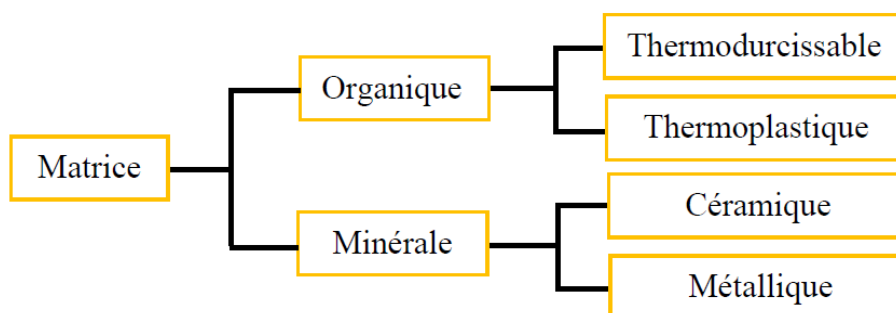 Matrice
Organique
Thermodurcissable
Thermoplastique
Minérale
Céramique
Métallique